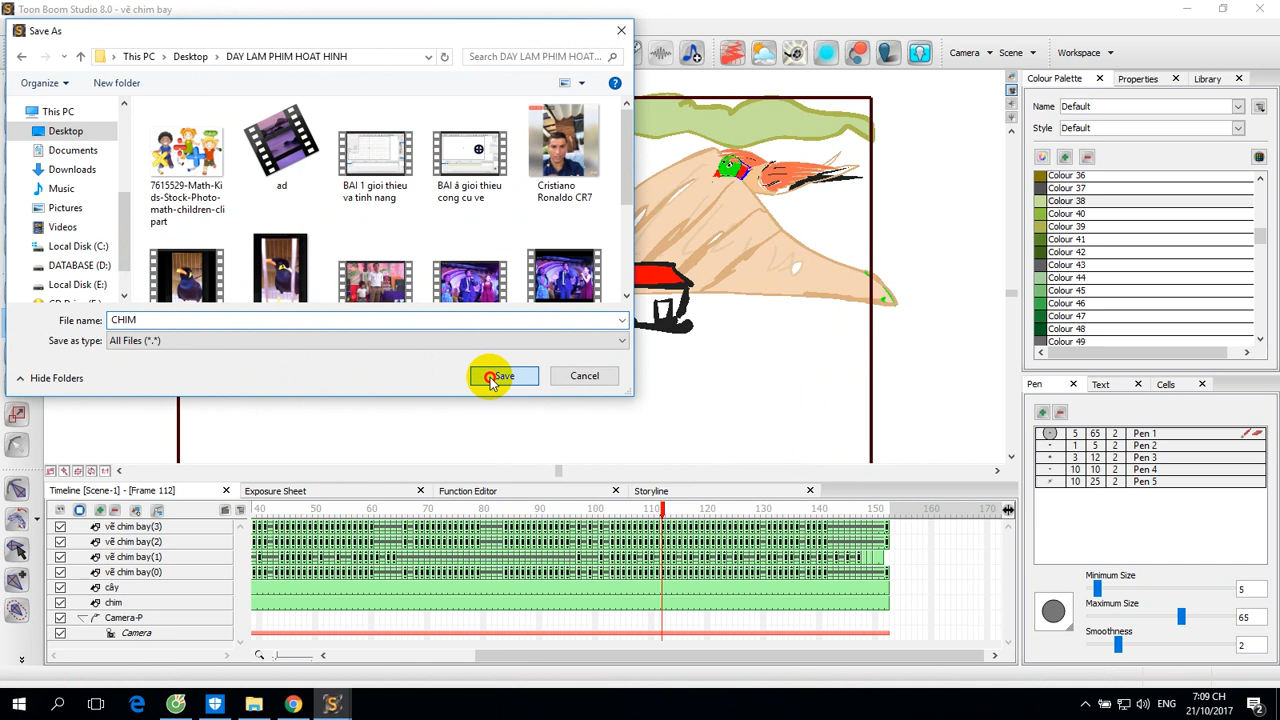 Toon Boom Studio 8.0 - vẽ chim bay
Save As
This PC > Desktop > DAY LAM PHIM HOAT HINH
Search DAY LAM PHIM HOAT...
Organize
New folder
This PC
Desktop
Documents
Downloads
Music
Pictures
Videos
Local Disk (C:)
DATABASE (D:)
Local Disk (E:)
7615529-Math-Ki
ds-Stock-Photo-
math-children-cli
part
ad
BAI 1 gioi thieu
va tinh nang
BAI â gioi thieu
cong cu ve
Cristiano
Ronaldo CR7
File name: CHIM
Save as type: All Files (*.*)
Hide Folders
Save
Cancel
Camera
Scene
Workspace
Colour Palette
Properties
Library
Name Default
Style Default
Colour 36
Colour 37
Colour 38
Colour 40
Colour 39
Colour 41
Colour 42
Colour 43
Colour 44
Colour 45
Colour 46
Colour 47
Colour 48
Colour 49
Pen
Text
Cells
5 65 2 Pen 1
1 5 2 Pen 2
3 12 2 Pen 3
10 10 2 Pen 4
10 25 2 Pen 5
Minimum Size
5
Maximum Size
65
Smoothness
2
Timeline [Scene-1] - [Frame 112]
Exposure Sheet
Function Editor
Storyline
40 50 60 70 80 90 100 110 120 130 140 150 160 170
vẽ chim bay(3)
vẽ chim bay(2)
vẽ chim bay(1)
vẽ chim bay(0)
cây
chim
Camera-P
Camera
ENG
7:09 CH
21/10/2017
2